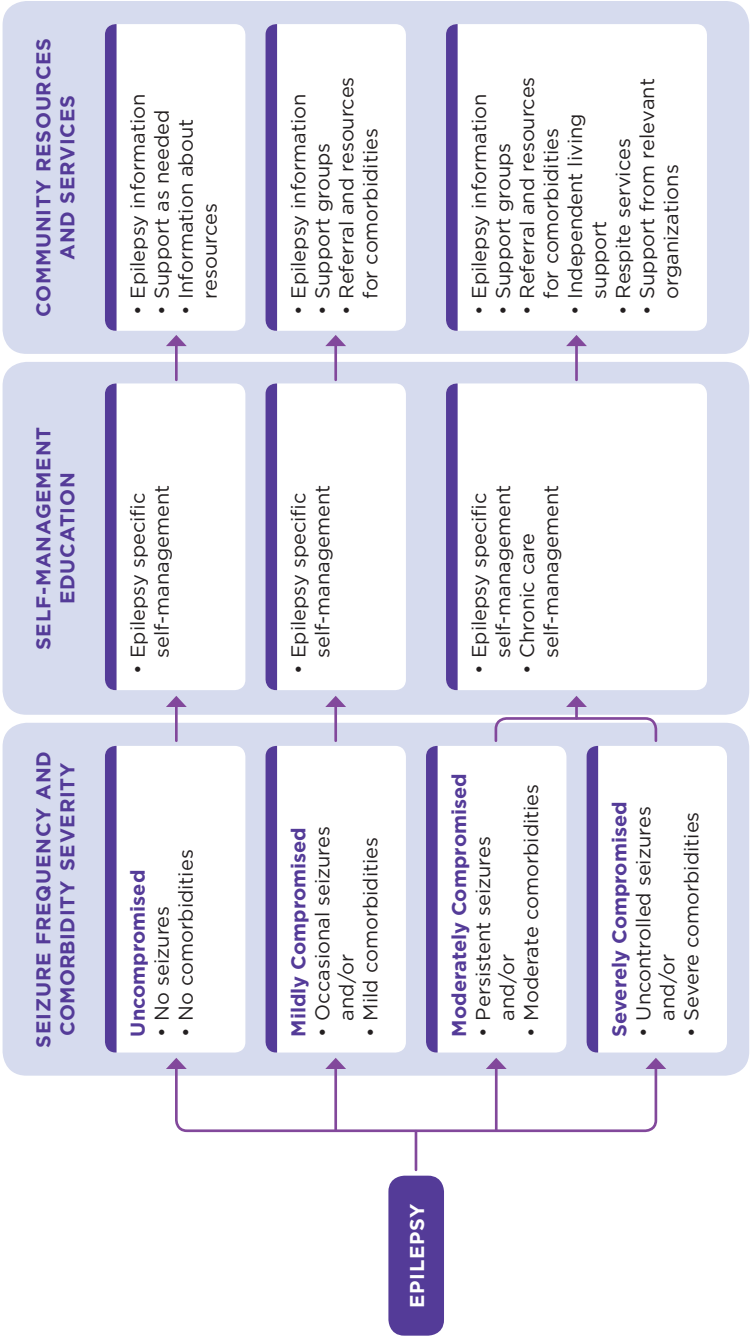 EPILEPSY
SEIZURE FREQUENCY AND
COMORBIDITY SEVERITY
Uncompromised
• No seizures
• No comorbidities
Mildly Compromised
• Occasional seizures
and/or
• Mild comorbidities
Moderately Compromised
• Persistent seizures
and/or
• Moderate comorbidities
Severely Compromised
• Uncontrolled seizures
and/or
• Severe comorbidities
SELF-MANAGEMENT
EDUCATION
• Epilepsy specific
self-management
• Epilepsy specific
self-management
• Epilepsy specific
self-management
• Chronic care
self-management
COMMUNITY RESOURCES
AND SERVICES
• Epilepsy information
• Support as needed
• Information about
resources
• Epilepsy information
• Support groups
• Referral and resources
for comorbidities
• Epilepsy information
• Support groups
• Referral and resources
for comorbidities
• Independent living
support
• Respite services
• Support from relevant
organizations